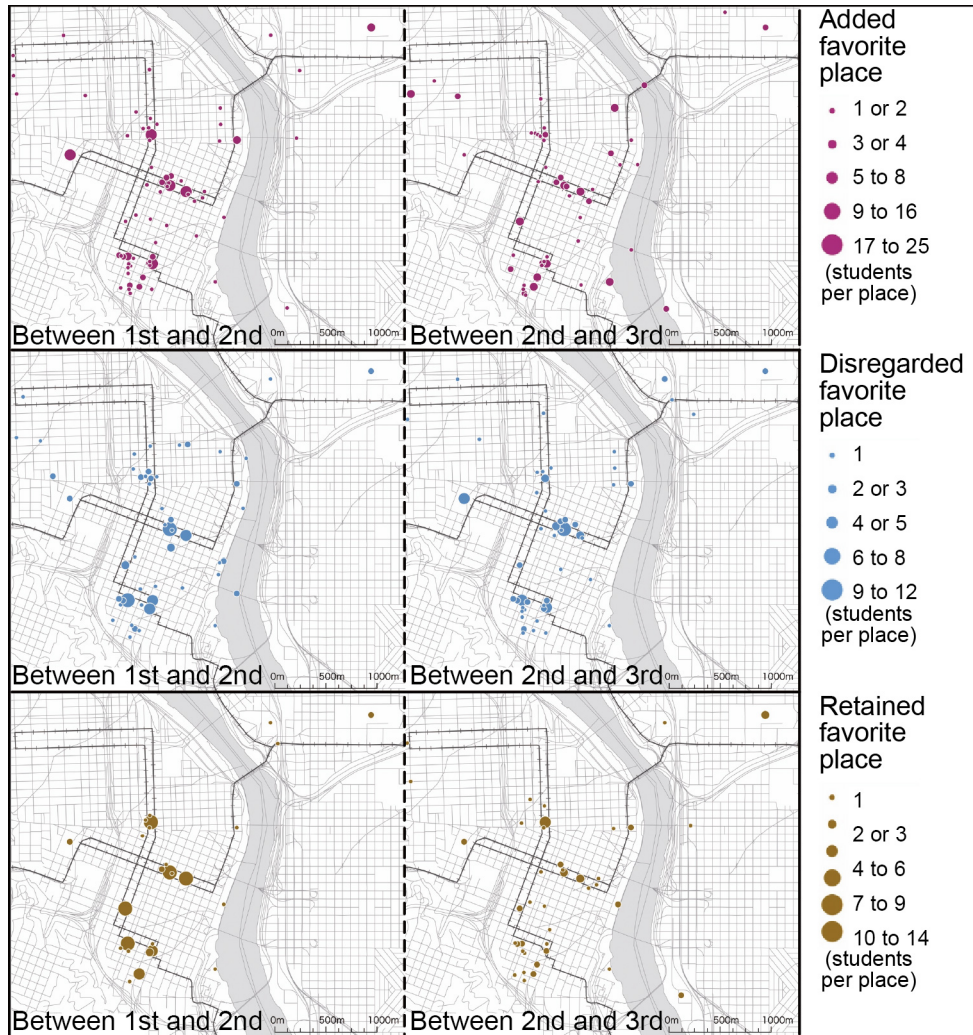 Added
favorite
place
1 or 2
3 or 4
5 to 8
9 to 16
17 to 25
(students
per place)
Between 1st and 2nd
0m 500m 1000m
Between 2nd and 3rd
0m 500m 1000m
Disregarded
favorite
place
1
2 or 3
4 or 5
6 to 8
9 to 12
(students
per place)
Between 1st and 2nd
0m 500m 1000m
Between 2nd and 3rd
0m 500m 1000m
Retained
favorite
place
1
2 or 3
4 to 6
7 to 9
10 to 14
(students
per place)
Between 1st and 2nd
0m 500m 1000m
Between 2nd and 3rd
0m 500m 1000m